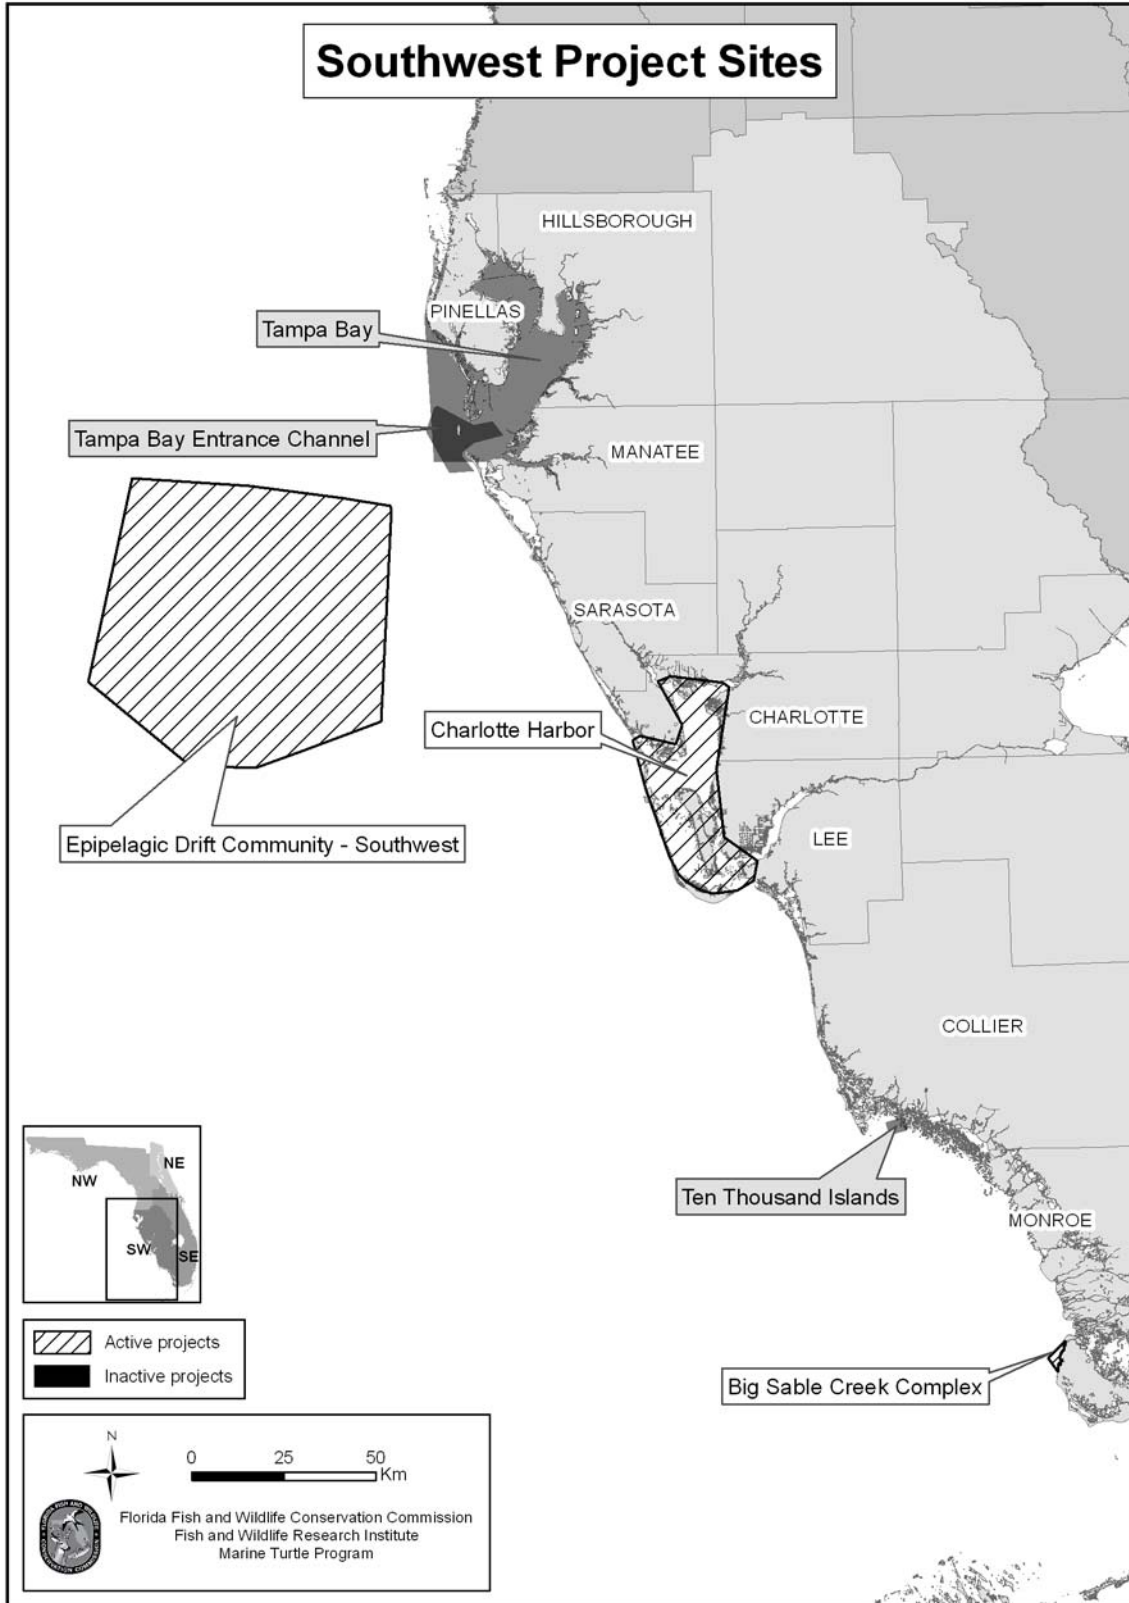 Southwest Project Sites
HILLSBOROUGH
PINELLAS
Tampa Bay
Tampa Bay Entrance Channel
MANATEE
SARASOTA
Charlotte Harbor
CHARLOTTE
Epipelagic Drift Community - Southwest
LEE
COLLIER
Ten Thousand Islands
MONROE
Big Sable Creek Complex
NE
NW
SW
SE
Active projects
Inactive projects
N
0 25 50
Km
Florida Fish and Wildlife Conservation Commission
Fish and Wildlife Research Institute
Marine Turtle Program